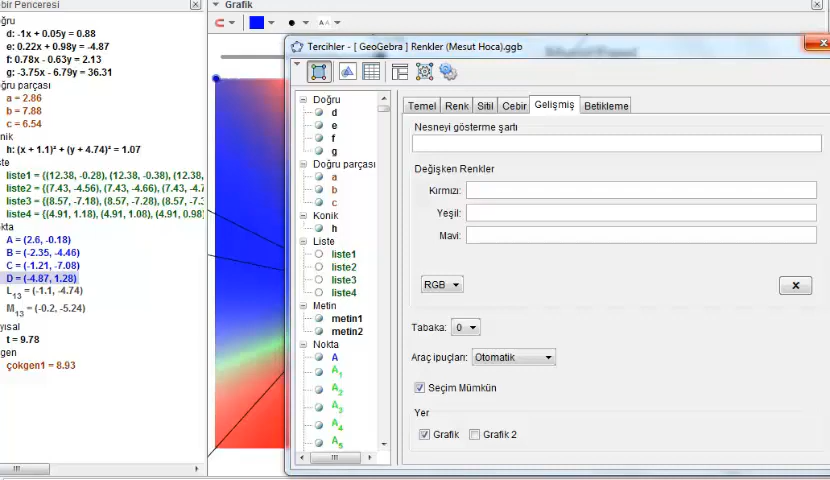 bir Penceresi
Grafik
ğru
d: -1x + 0.05y = 0.88
e: 0.22x + 0.98y = -4.87
f: 0.78x - 0.63y = 2.13
g: -3.75x - 6.79y = 36.31
ğru parçası
a = 2.86
b = 7.88
c = 6.54
nik
h: (x + 1.1)² + (y + 4.74)² = 1.07
ste
liste1 = {(12.38, -0.28), (12.38, -0.38), (12.38,
liste2 = {(7.43, -4.56), (7.43, -4.66), (7.43, -4.7
liste3 = {(8.57, -7.18), (8.57, -7.28), (8.57, -7.3
liste4 = {(4.91, 1.18), (4.91, 1.08), (4.91, 0.98)
kta
A = (2.6, -0.18)
B = (-2.35, -4.46)
C = (-1.21, -7.08)
D = (-4.87, 1.28)
L13 = (-1.1, -4.74)
M13 = (-0.2, -5.24)
yısal
t = 9.78
gen
çokgen1 = 8.93
Tercihler - [ GeoGebra ] Renkler (Mesut Hoca).ggb
Doğru
d
e
f
g
Doğru parçası
a
b
c
Konik
h
Liste
liste1
liste2
liste3
liste4
Metin
metin1
metin2
Nokta
A
A1
A2
A3
A4
A5
Temel Renk Sitil Cebir Gelişmiş Betikleme
Nesneyi gösterme şartı
Değişken Renkler
Kırmızı:
Yeşil:
Mavi:
RGB
x
Tabaka: 0
Araç ipuçları: Otomatik
Seçim Mümkün
Yer
Grafik Grafik 2